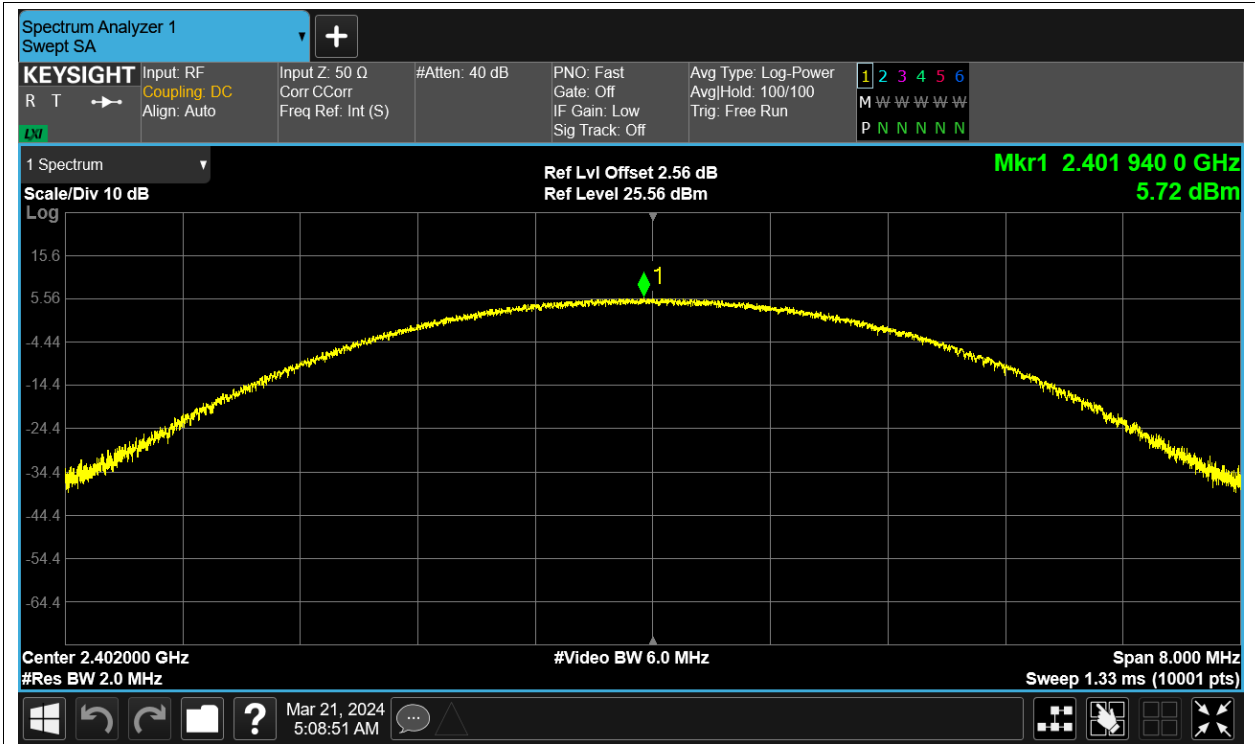 Spectrum Analyzer 1
Swept SA
+
KEYSIGHT
R T
LXI
Input: RF
Coupling: DC
Align: Auto
Input Z: 50 Ω
Corr CCorr
Freq Ref: Int (S)
#Atten: 40 dB
PNO: Fast
Gate: Off
IF Gain: Low
Sig Track: Off
Avg Type: Log-Power
Avg|Hold: 100/100
Trig: Free Run
1 2 3 4 5 6
M W W W W W
P N N N N N
1 Spectrum
Scale/Div 10 dB
Log
Ref Lvl Offset 2.56 dB
Ref Level 25.56 dBm
Mkr1 2.401 940 0 GHz
5.72 dBm
15.6
5.56
-4.44
-14.4
-24.4
-34.4
-44.4
-54.4
-64.4
1
Center 2.402000 GHz
#Res BW 2.0 MHz
#Video BW 6.0 MHz
Span 8.000 MHz
Sweep 1.33 ms (10001 pts)
?
Mar 21, 2024
5:08:51 AM